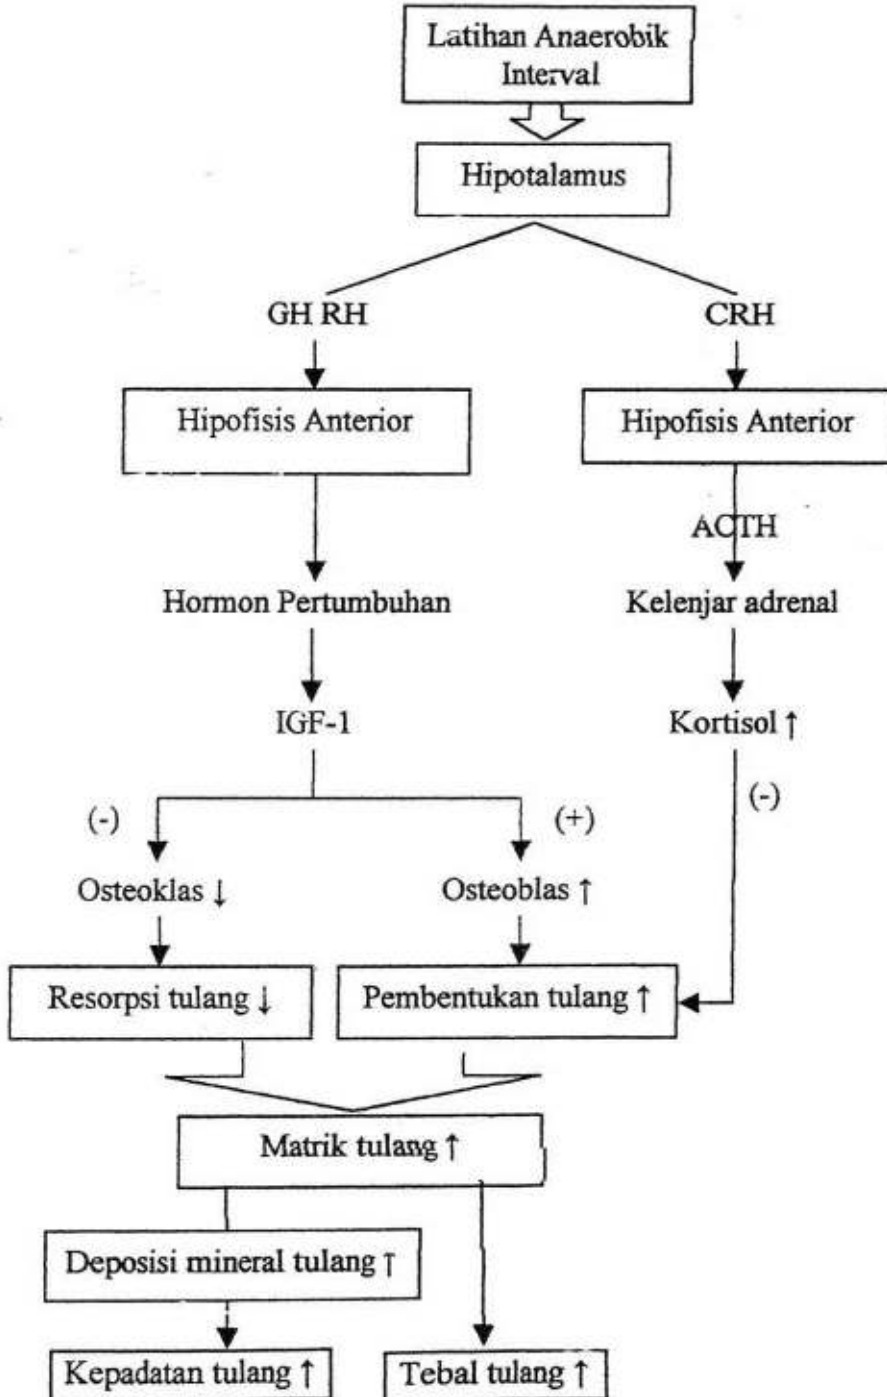 Latihan Anaerobik
Interval
Hipotalamus
GH RH
CRH
Hipofisis Anterior
Hipofisis Anterior
ACTH
Hormon Pertumbuhan
Kelenjar adrenal
IGF-1
Kortisol ↑
(-)
(+)
(-)
Osteoklas ↓
Osteoblas ↑
Resorpsi tulang ↓
Pembentukan tulang ↑
Matrik tulang ↑
Deposisi mineral tulang ↑
Kepadatan tulang ↑
Tebal tulang ↑